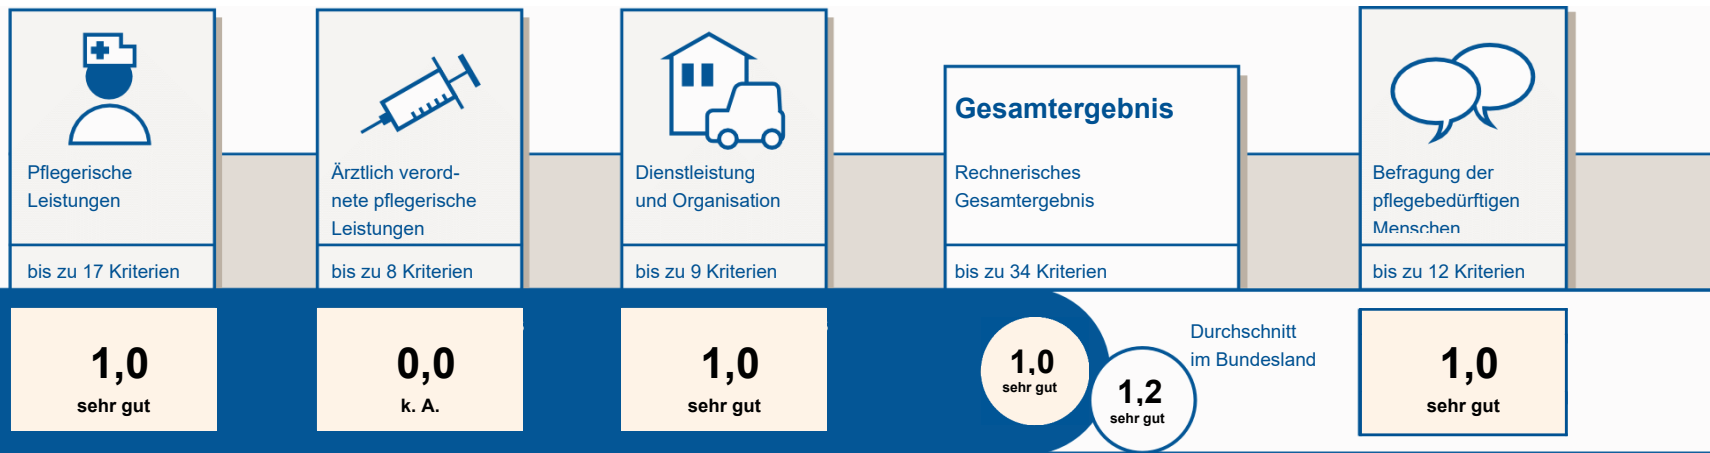 Pflegerische
Leistungen
bis zu 17 Kriterien
1,0
sehr gut
Ärztlich verord-
nete pflegerische
Leistungen
bis zu 8 Kriterien
0,0
k. A.
Dienstleistung
und Organisation
bis zu 9 Kriterien
1,0
sehr gut
Gesamtergebnis
Rechnerisches
Gesamtergebnis
bis zu 34 Kriterien
1,0
sehr gut
1,2
sehr gut
Durchschnitt
im Bundesland
Befragung der
pflegebedürftigen
Menschen
bis zu 12 Kriterien
1,0
sehr gut